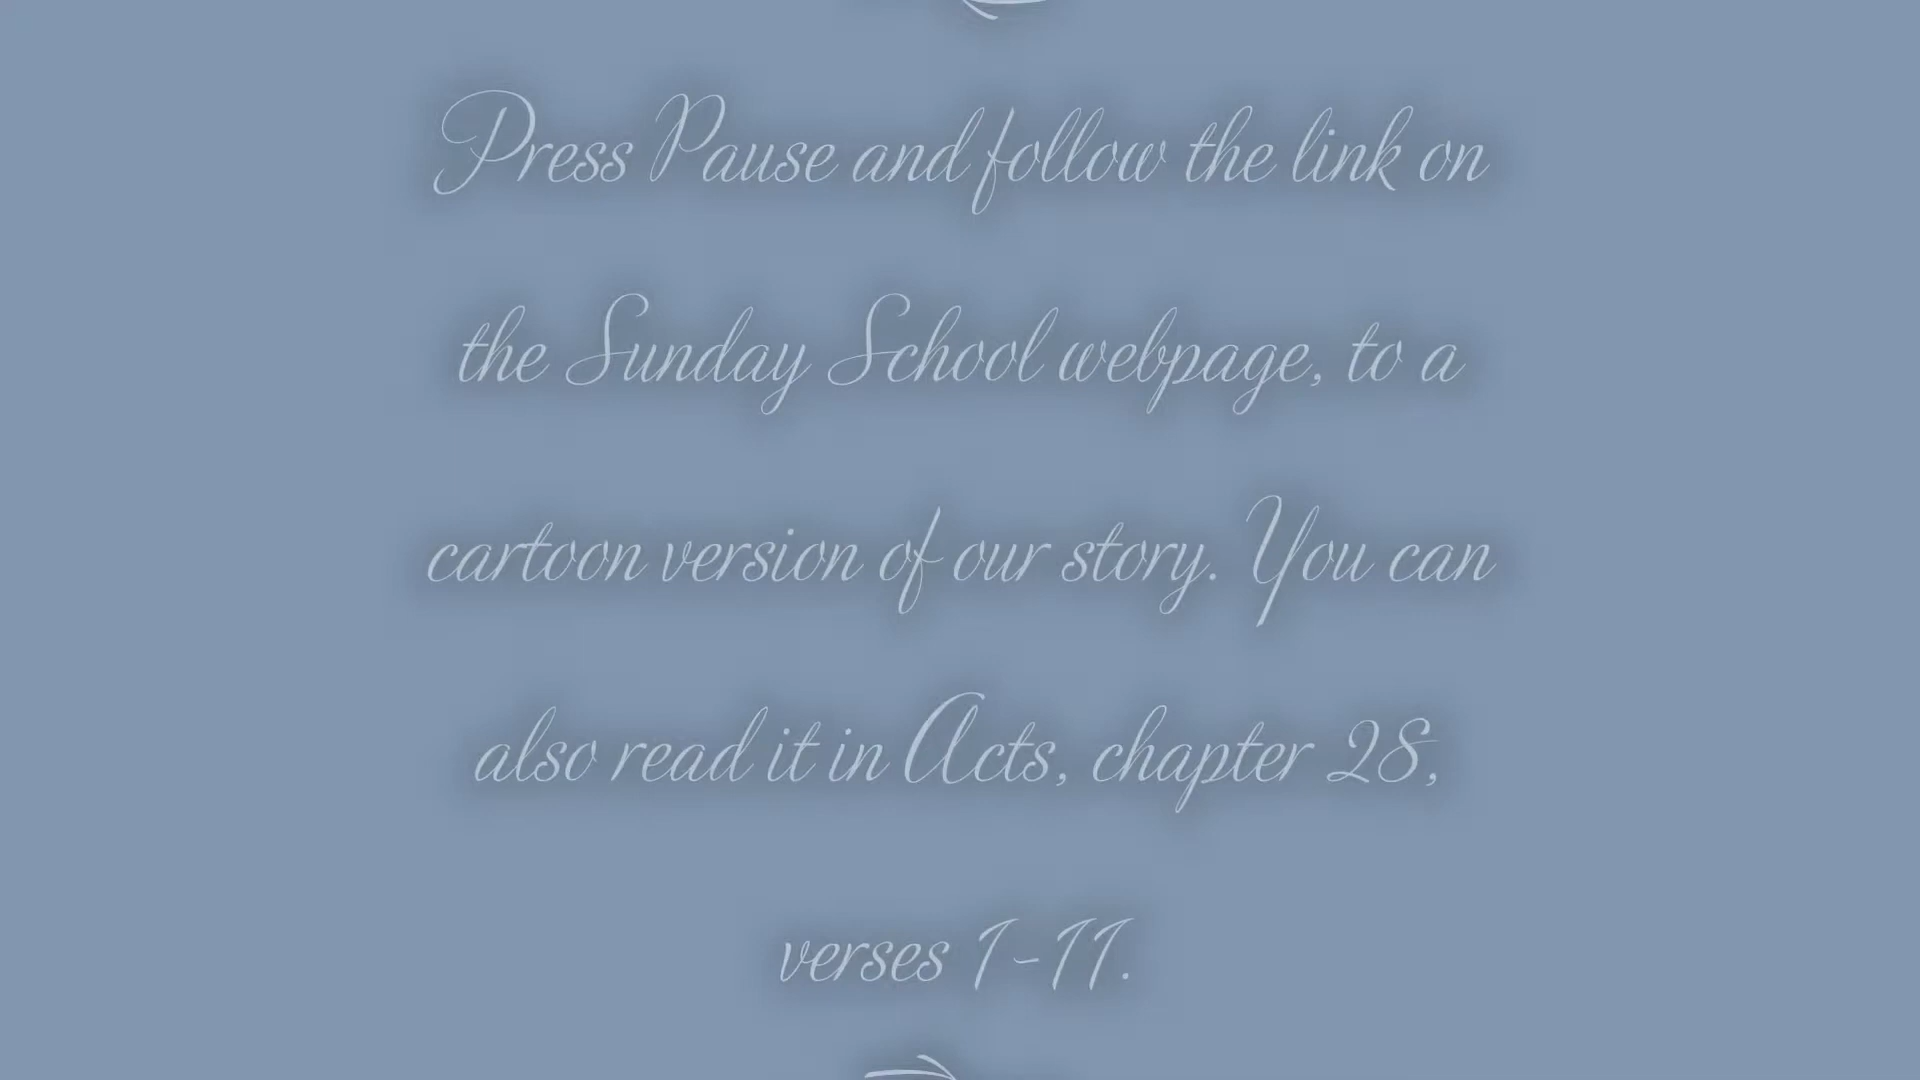 Press Pause and follow the link on
the Sunday School webpage, to a
cartoon version of our story. You can
also read it in Acts, chapter 28,
verses 1-11.